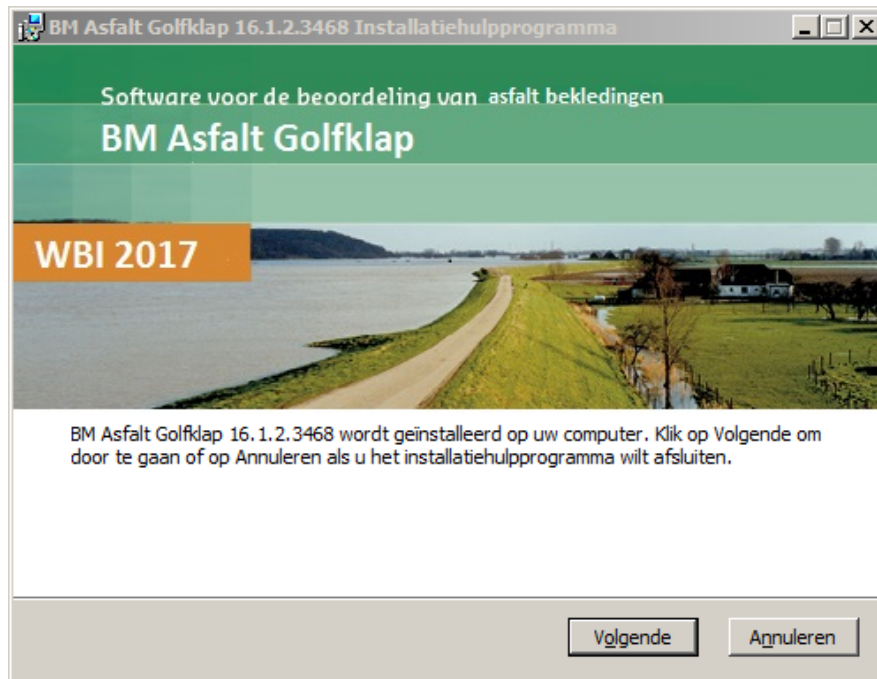 BM Asfalt Golfklap 16.1.2.3468 Installatiehulpprogramma
Software voor de beoordeling van asfalt bekledingen
BM Asfalt Golfklap
WBI 2017
BM Asfalt Golfklap 16.1.2.3468 wordt geïnstalleerd op uw computer. Klik op Volgende om
door te gaan of op Annuleren als u het installatiehulpprogramma wilt afsluiten.
Volgende
Annuleren